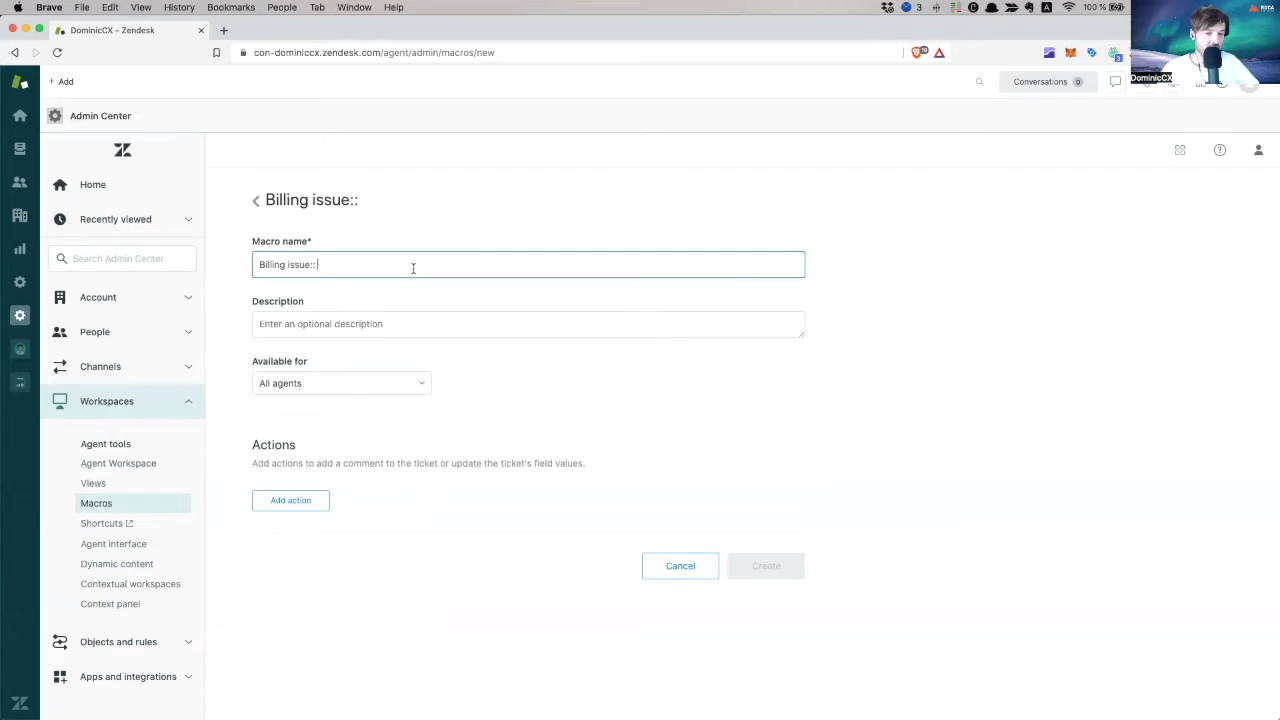 Brave File Edit View History Bookmarks People Tab Window Help
3
A
100 %
DominicCX – Zendesk
con-dominiccx.zendesk.com/agent/admin/macros/new
DominicCX
+ Add
Conversations 0
Admin Center
Home
Recently viewed
Search Admin Center
Account
People
Channels
Workspaces
Agent tools
Agent Workspace
Views
Macros
Shortcuts
Agent interface
Dynamic content
Contextual workspaces
Context panel
Objects and rules
Apps and integrations
Billing issue::
Macro name*
Billing issue::
Description
Enter an optional description
Available for
All agents
Actions
Add actions to add a comment to the ticket or update the ticket's field values.
Add action
Cancel
Create